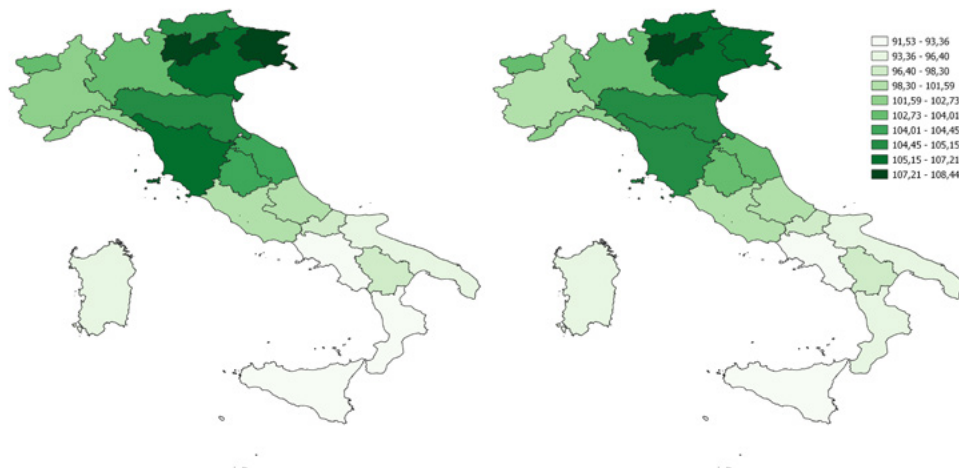 91,53 - 93,36
93,36 - 96,40
96,40 - 98,30
98,30 - 101,59
101,59 - 102,73
102,73 - 104,01
104,01 - 104,45
104,45 - 105,15
105,15 - 107,21
107,21 - 108,44